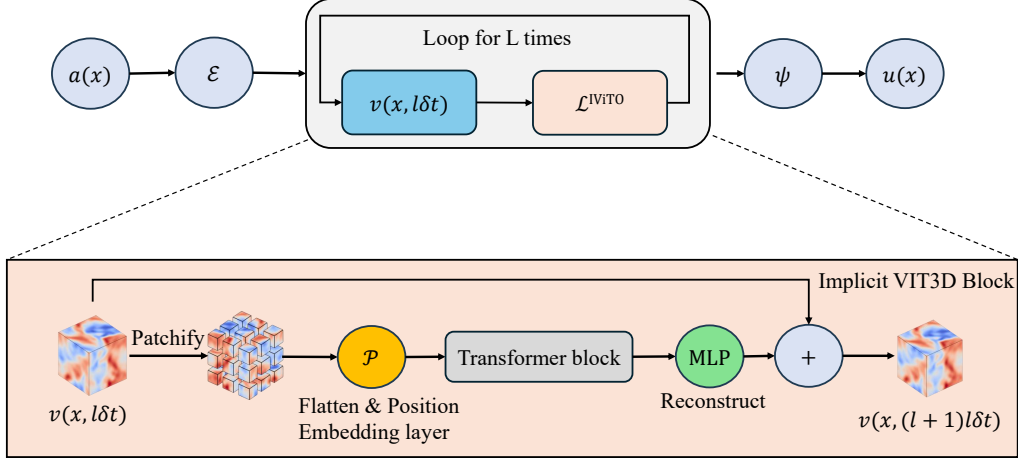 Loop for L times
a(x)
ℰ
v(x, lδt)
ℒ^IViTO
ψ
u(x)
Implicit VIT3D Block
Patchify
𝒫
Transformer block
MLP
+
v(x, lδt)
Flatten & Position
Embedding layer
Reconstruct
v(x, (l + 1)lδt)